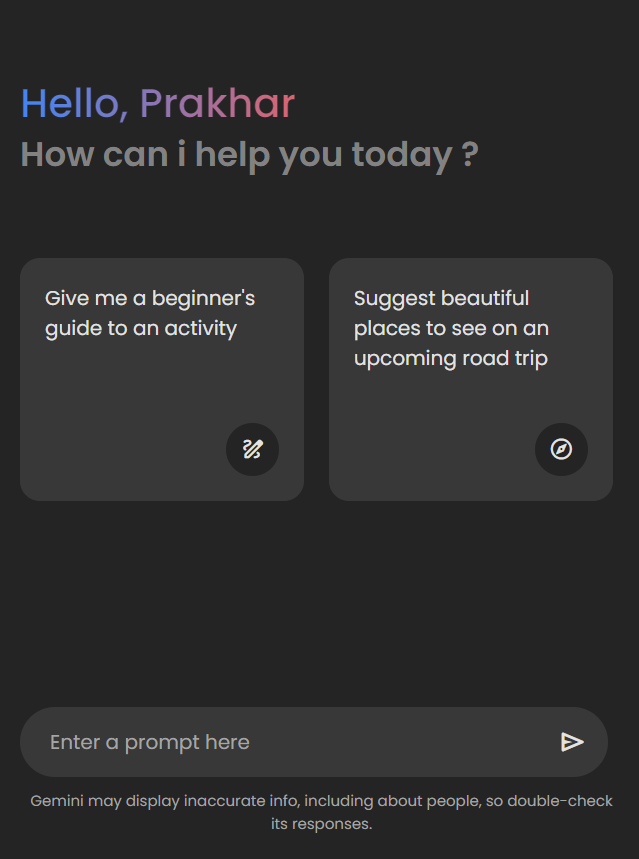 Hello, Prakhar
How can i help you today ?
Give me a beginner's
guide to an activity
Suggest beautiful
places to see on an
upcoming road trip
Enter a prompt here
Gemini may display inaccurate info, including about people, so double-check
its responses.